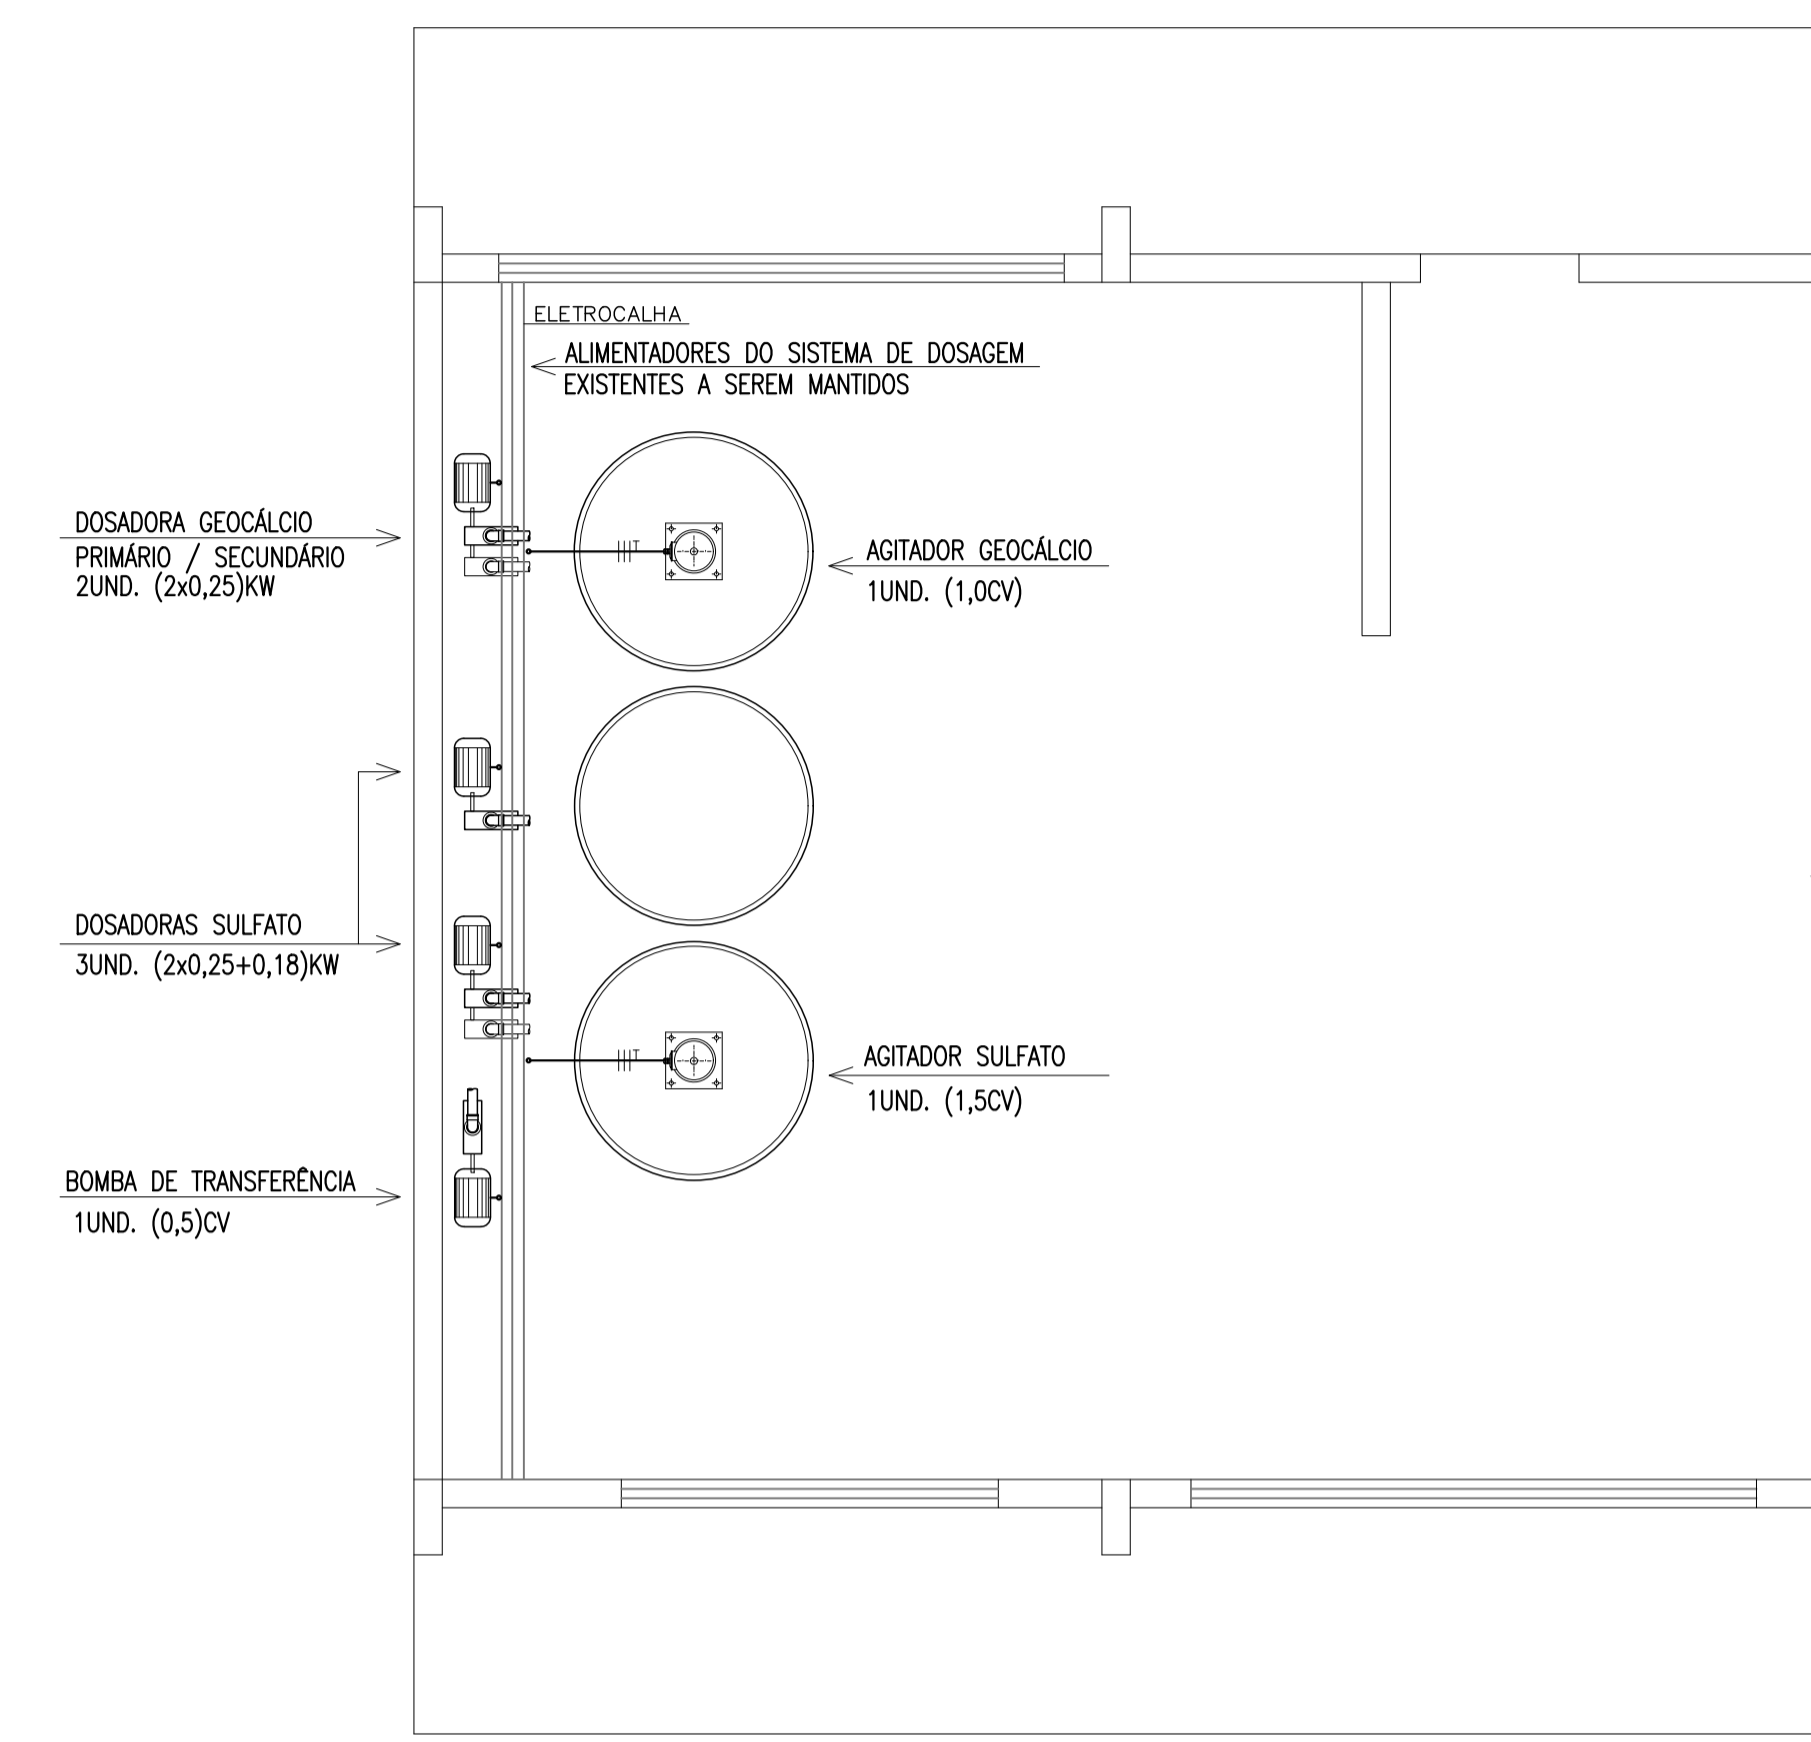 ELETROCALHA
ALIMENTADORES DO SISTEMA DE DOSAGEM
EXISTENTES A SEREM MANTIDOS
DOSADORA GEOCÁLCIO
PRIMÁRIO / SECUNDÁRIO
2UND. (2x0,25)KW
AGITADOR GEOCÁLCIO
1UND. (1,0CV)
DOSADORAS SULFATO
3UND. (2x0,25+0,18)KW
AGITADOR SULFATO
1UND. (1,5CV)
BOMBA DE TRANSFERÊNCIA
1UND. (0,5)CV